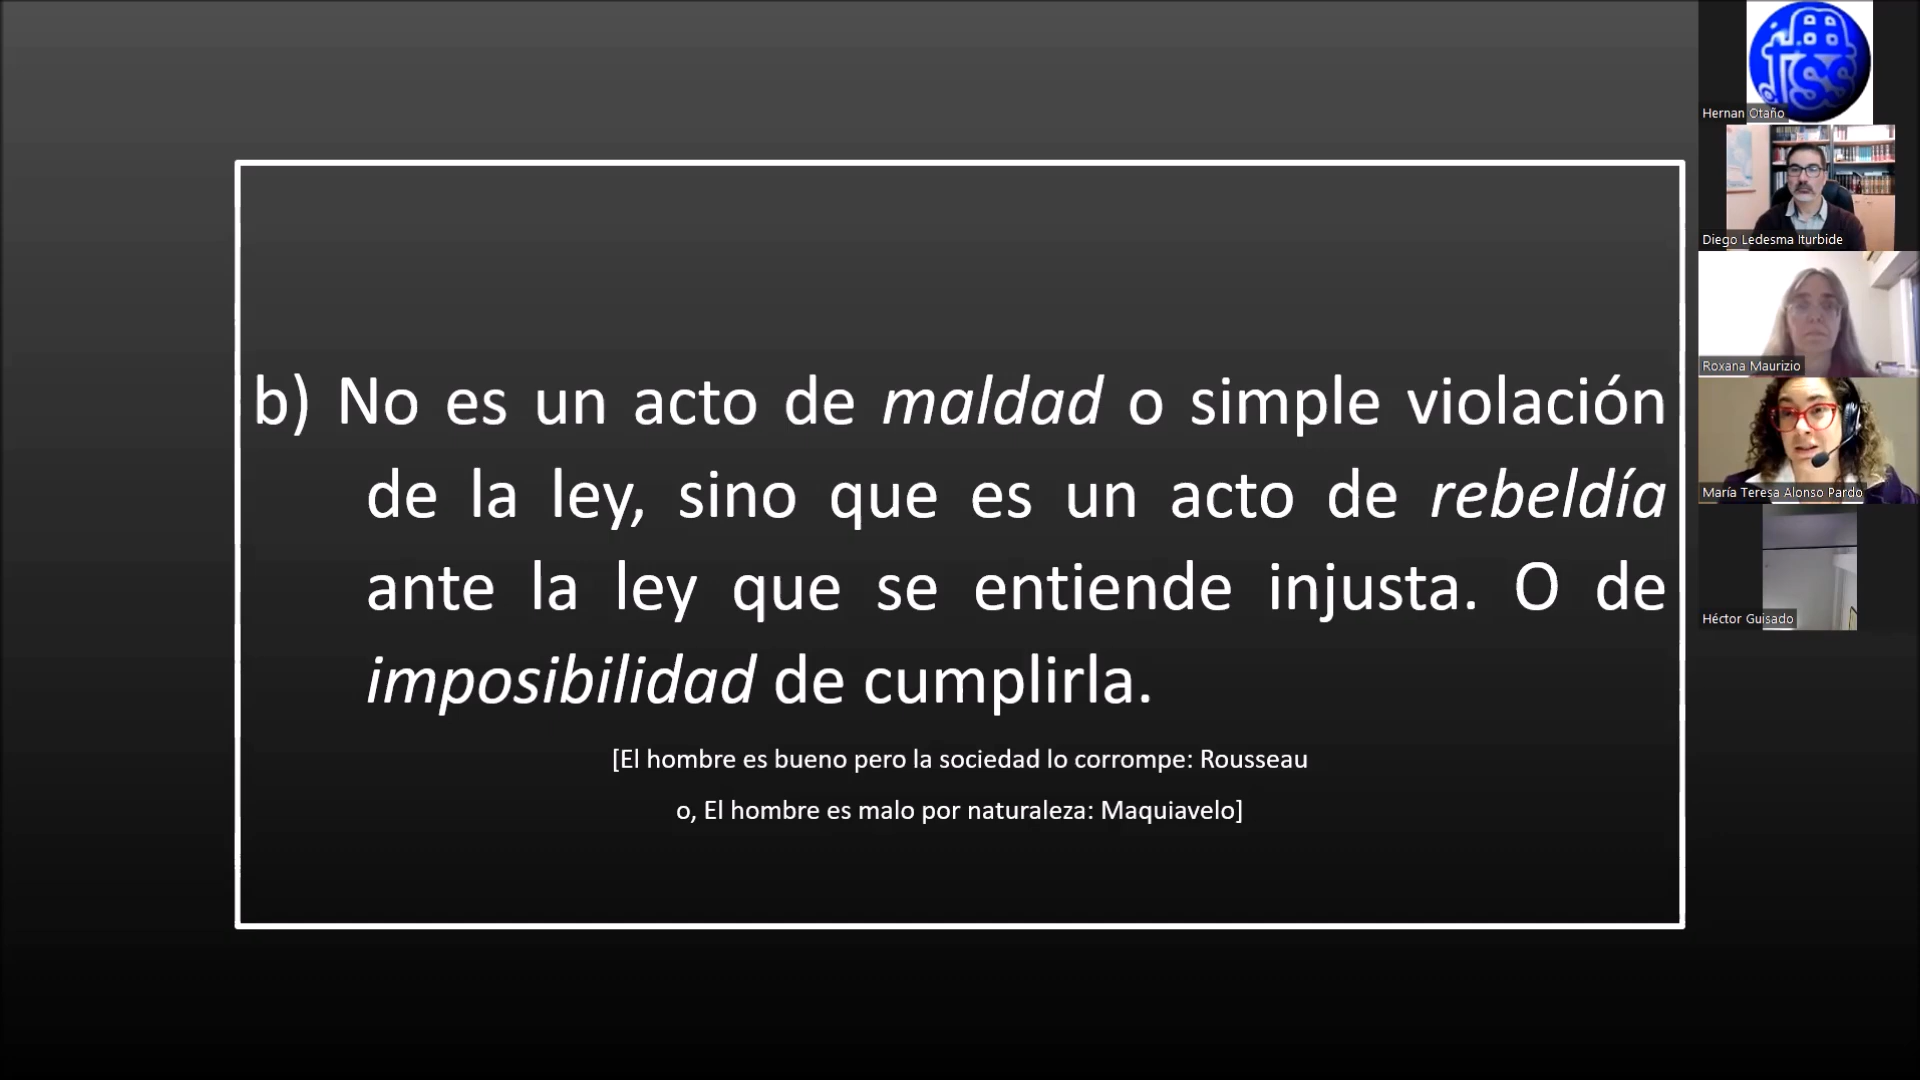 b) No es un acto de maldad o simple violación
de la ley, sino que es un acto de rebeldía
ante la ley que se entiende injusta. O de
imposibilidad de cumplirla.
[El hombre es bueno pero la sociedad lo corrompe: Rousseau
o, El hombre es malo por naturaleza: Maquiavelo]
Hernan Otaño
Diego Ledesma Iturbide
Roxana Maurizio
María Teresa Alonso Pardo
Héctor Guisado